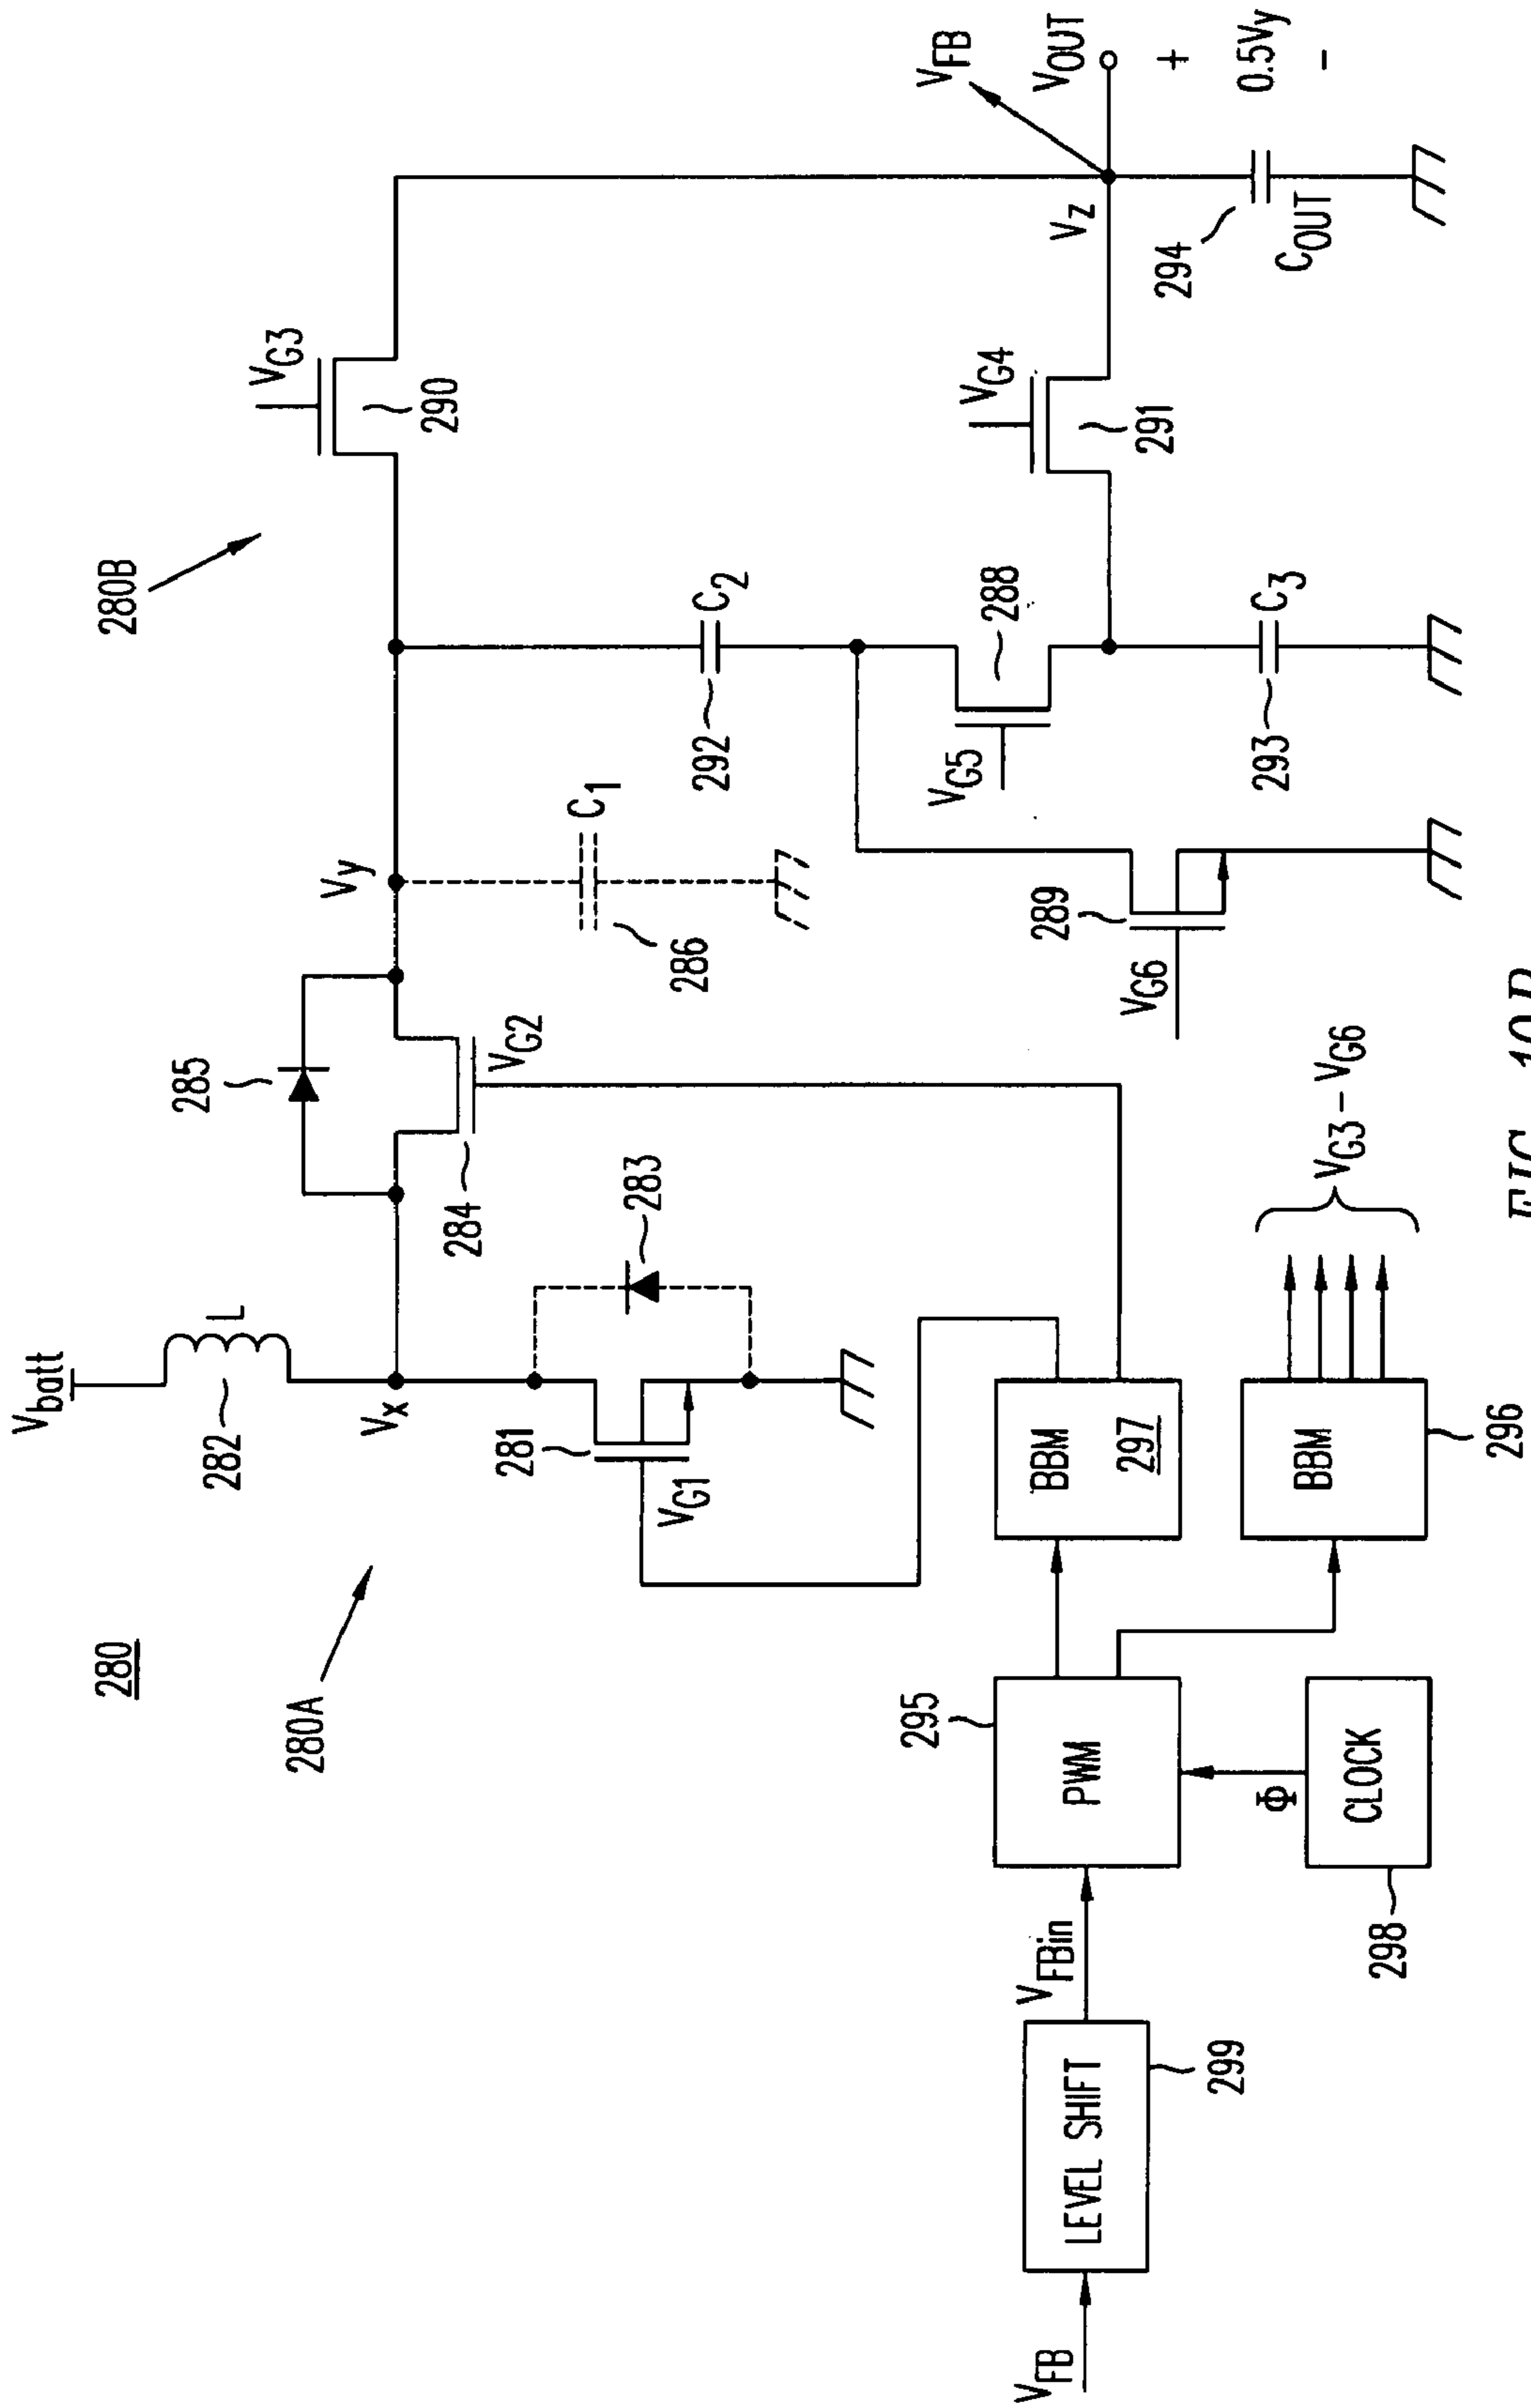 280
280A
280B
Vbatt
L
282
Vx
281
VG1
283
285
284
VG2
Vy
C1
286
VG3
290
C2
292
288
VG5
289
VG6
C3
293
VG4
291
Vz
VFB
VOUT
+
0.5Vy
-
294
COUT
VFB
LEVEL SHIFT
299
VFBin
PWM
295
Φ
CLOCK
298
BBM
297
BBM
296
VG3-VG6